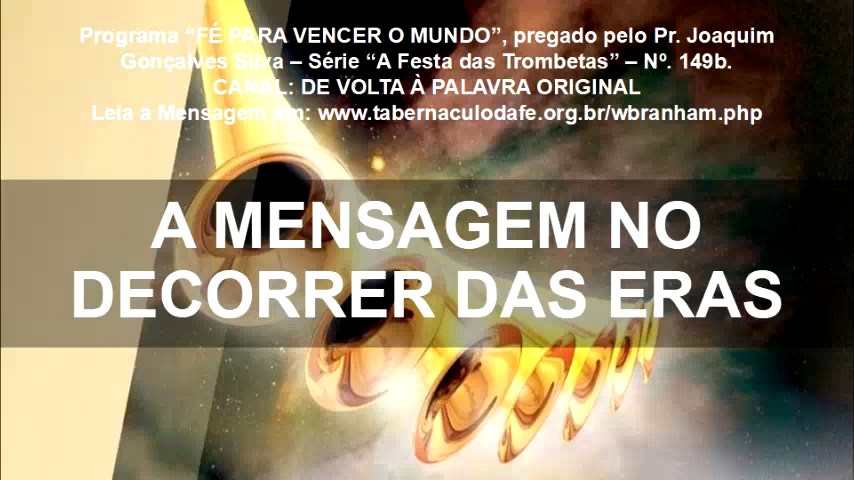 Programa “FÉ PARA VENCER O MUNDO”, pregado pelo Pr. Joaquim
Gonçalves Silva – Série “A Festa das Trombetas” – Nº. 149b.
CANAL: DE VOLTA À PALAVRA ORIGINAL
Leia a Mensagem em: www.tabernaculodafe.org.br/wbranham.php
A MENSAGEM NO
DECORRER DAS ERAS